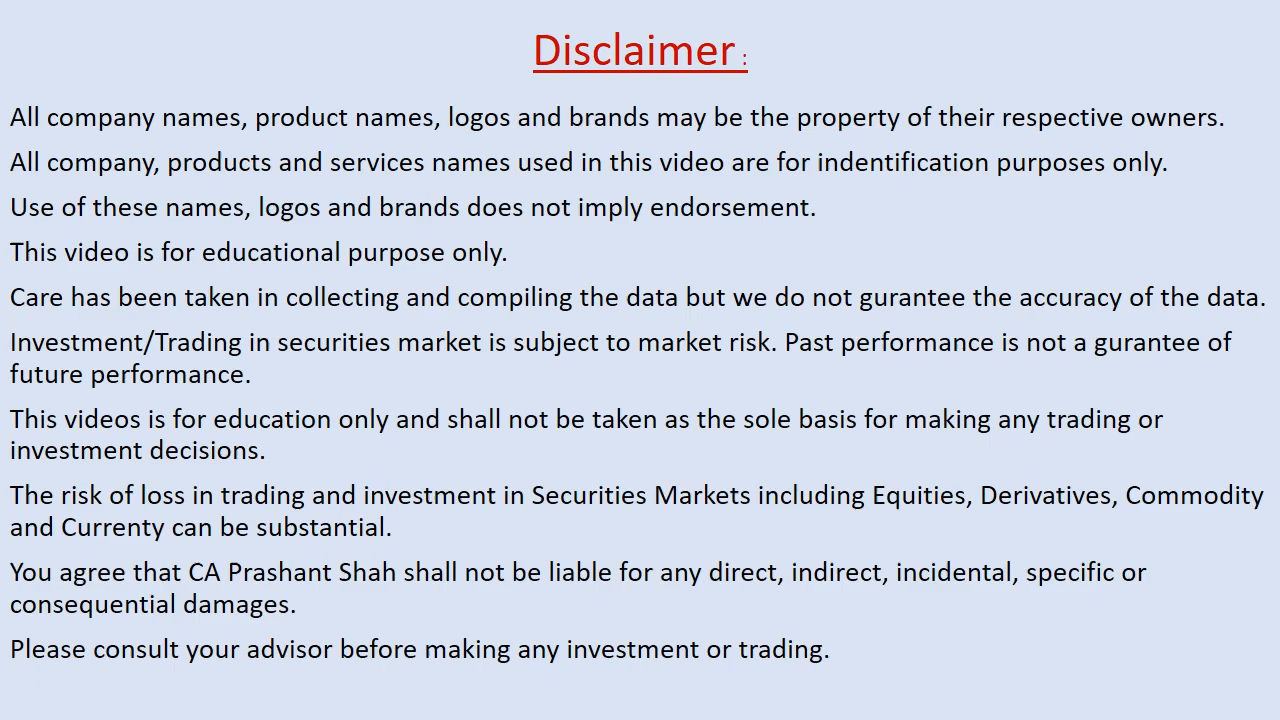 Disclaimer :
All company names, product names, logos and brands may be the property of their respective owners.
All company, products and services names used in this video are for indentification purposes only.
Use of these names, logos and brands does not imply endorsement.
This video is for educational purpose only.
Care has been taken in collecting and compiling the data but we do not gurantee the accuracy of the data.
Investment/Trading in securities market is subject to market risk. Past performance is not a gurantee of
future performance.
This videos is for education only and shall not be taken as the sole basis for making any trading or
investment decisions.
The risk of loss in trading and investment in Securities Markets including Equities, Derivatives, Commodity
and Currenty can be substantial.
You agree that CA Prashant Shah shall not be liable for any direct, indirect, incidental, specific or
consequential damages.
Please consult your advisor before making any investment or trading.